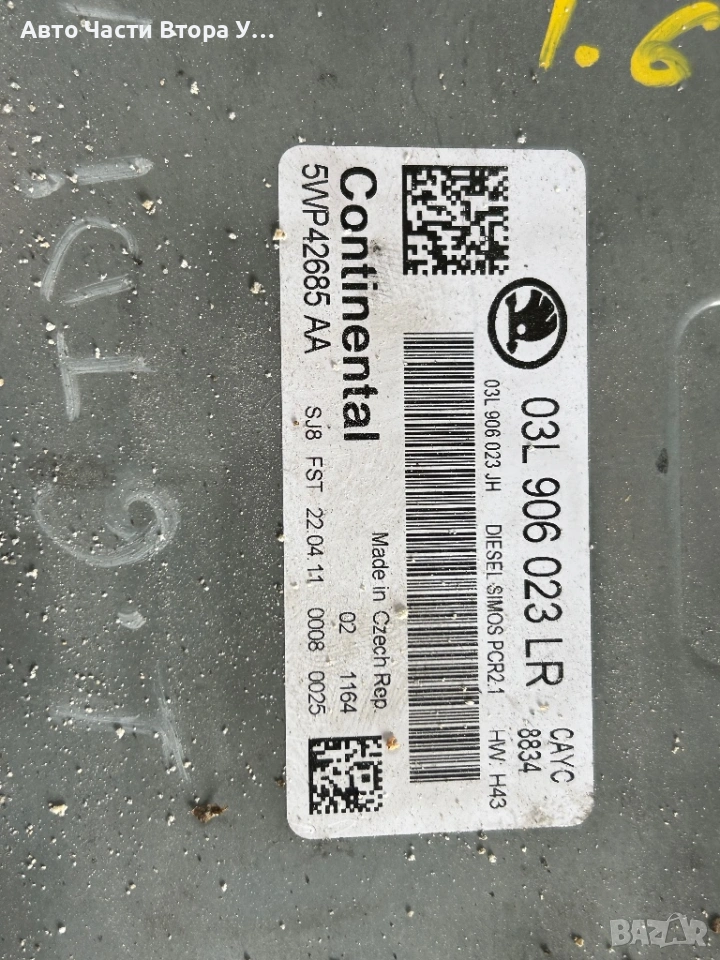 Авто Части Втора У...
1.6
1.6 TDI
03L 906 023 LR CAYC
8834
03L 906 023 JH DIESEL SIMOS PCR2.1 HW: H43
Continental
Made in Czech Rep
02 1164
5WP42685 AA SJ8 FST 22.04.11 0008 0025
BAZAR